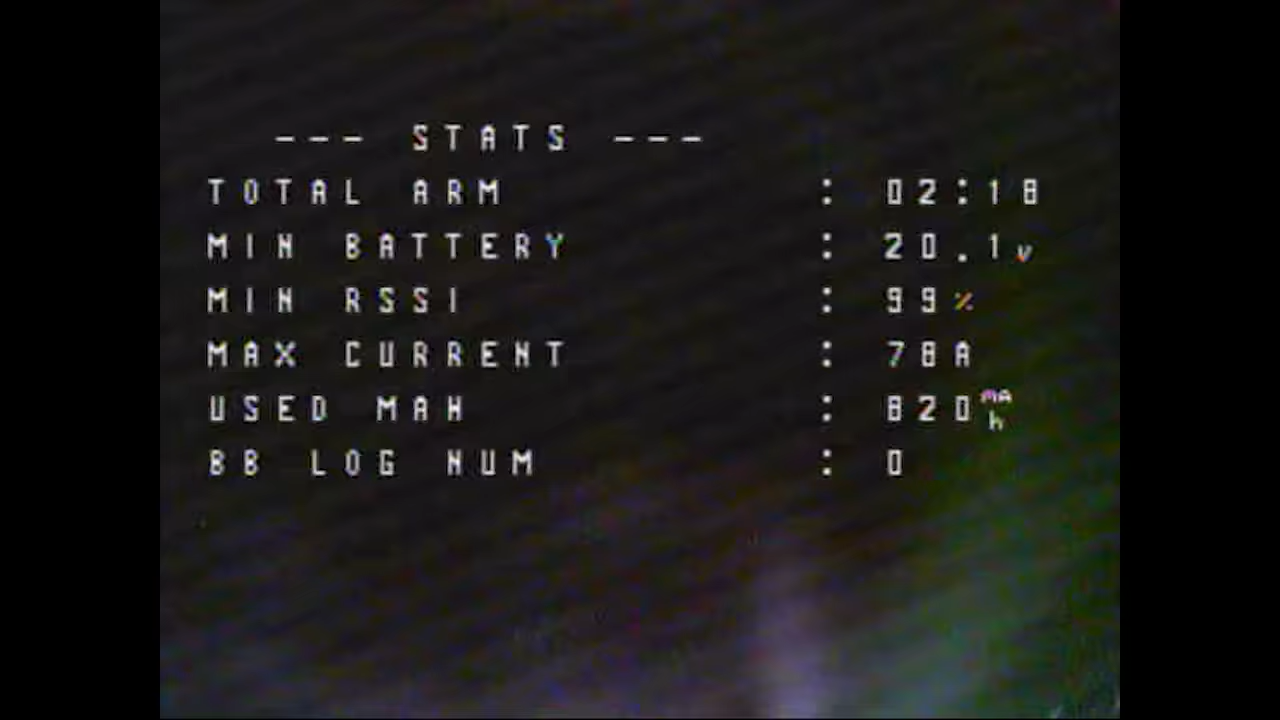 --- STATS ---
TOTAL ARM : 02:18
MIN BATTERY : 20.1V
MIN RSSI : 99%
MAX CURRENT : 78A
USED MAH : 820mAh
BB LOG NUM : 0